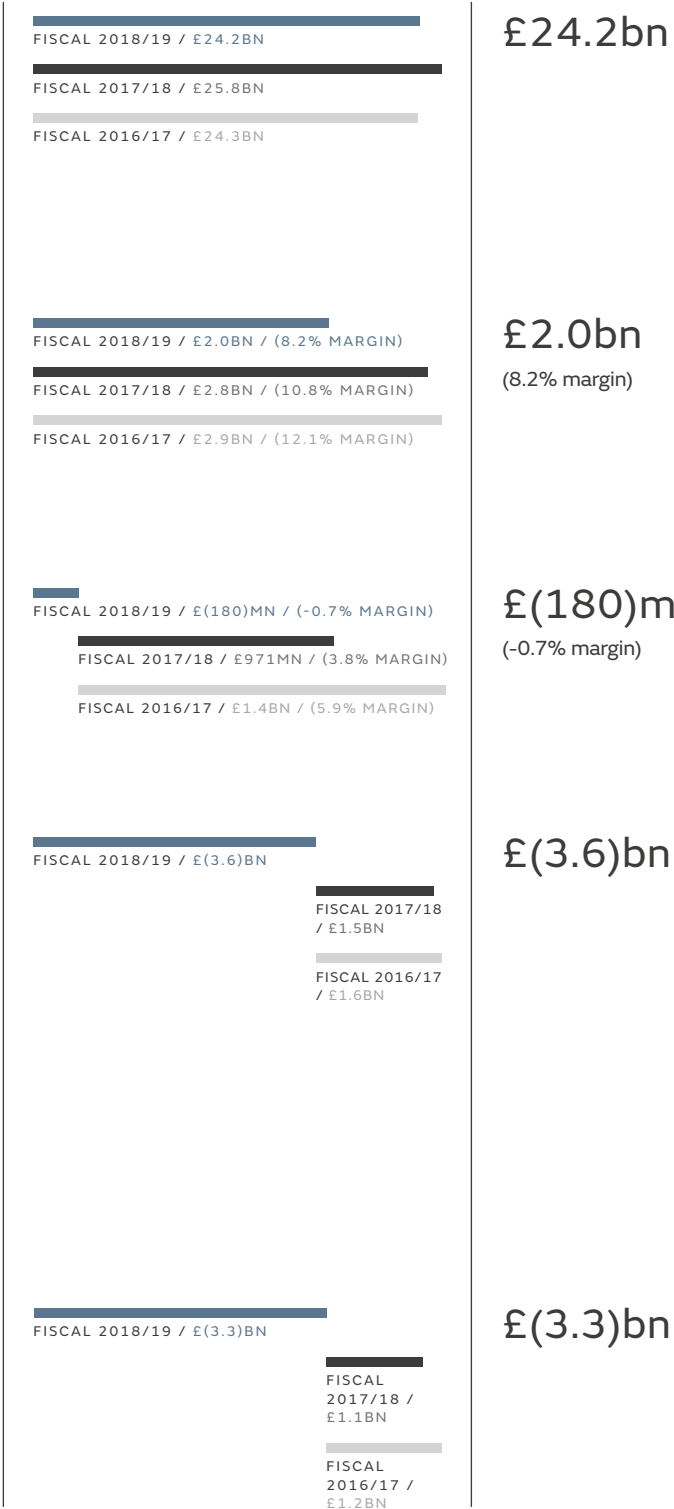 FISCAL 2018/19 / £24.2BN
£24.2bn
FISCAL 2017/18 / £25.8BN
FISCAL 2016/17 / £24.3BN
FISCAL 2018/19 / £2.0BN / (8.2% MARGIN)
£2.0bn
(8.2% margin)
FISCAL 2017/18 / £2.8BN / (10.8% MARGIN)
FISCAL 2016/17 / £2.9BN / (12.1% MARGIN)
FISCAL 2018/19 / £(180)MN / (-0.7% MARGIN)
£(180)m
(-0.7% margin)
FISCAL 2017/18 / £971MN / (3.8% MARGIN)
FISCAL 2016/17 / £1.4BN / (5.9% MARGIN)
FISCAL 2018/19 / £(3.6)BN
£(3.6)bn
FISCAL 2017/18
/ £1.5BN
FISCAL 2016/17
/ £1.6BN
FISCAL 2018/19 / £(3.3)BN
£(3.3)bn
FISCAL
2017/18 /
£1.1BN
FISCAL
2016/17 /
£1.2BN